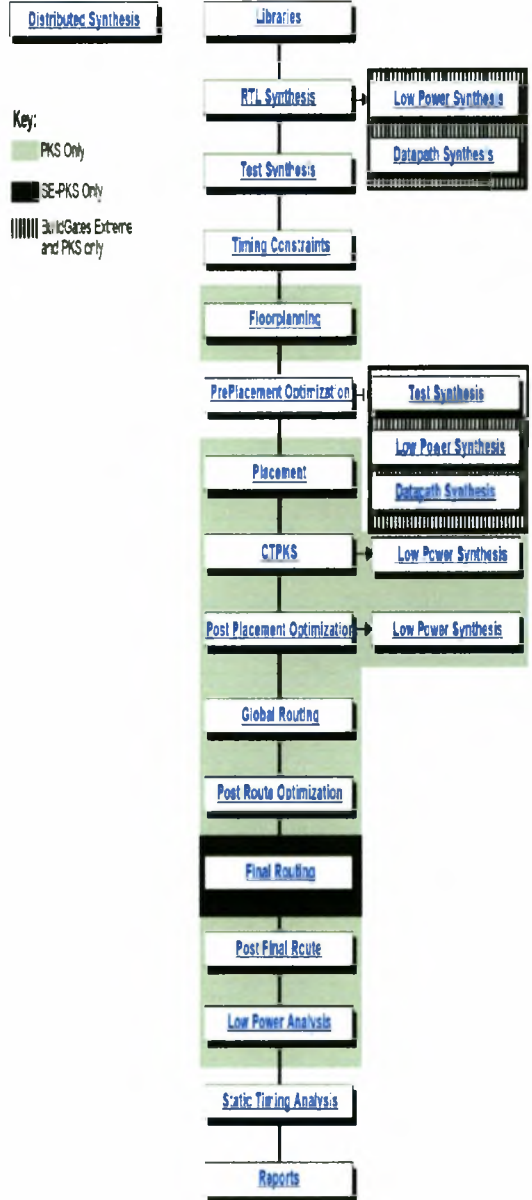 Distributed Synthesis
Libraries
RTL Synthesis
Low Power Synthesis
Key:
PKS Only
Datapath Synthesis
Test Synthesis
SE-PKS Only
BuildGates Extreme
and PKS only
Timing Constraints
Floorplanning
PrePlacement Optimization
Test Synthesis
Low Power Synthesis
Placement
Datapath Synthesis
CTPKS
Low Power Synthesis
Post Placement Optimization
Low Power Synthesis
Global Routing
Post Route Optimization
Final Routing
Post Final Route
Low Power Analysis
Static Timing Analysis
Reports